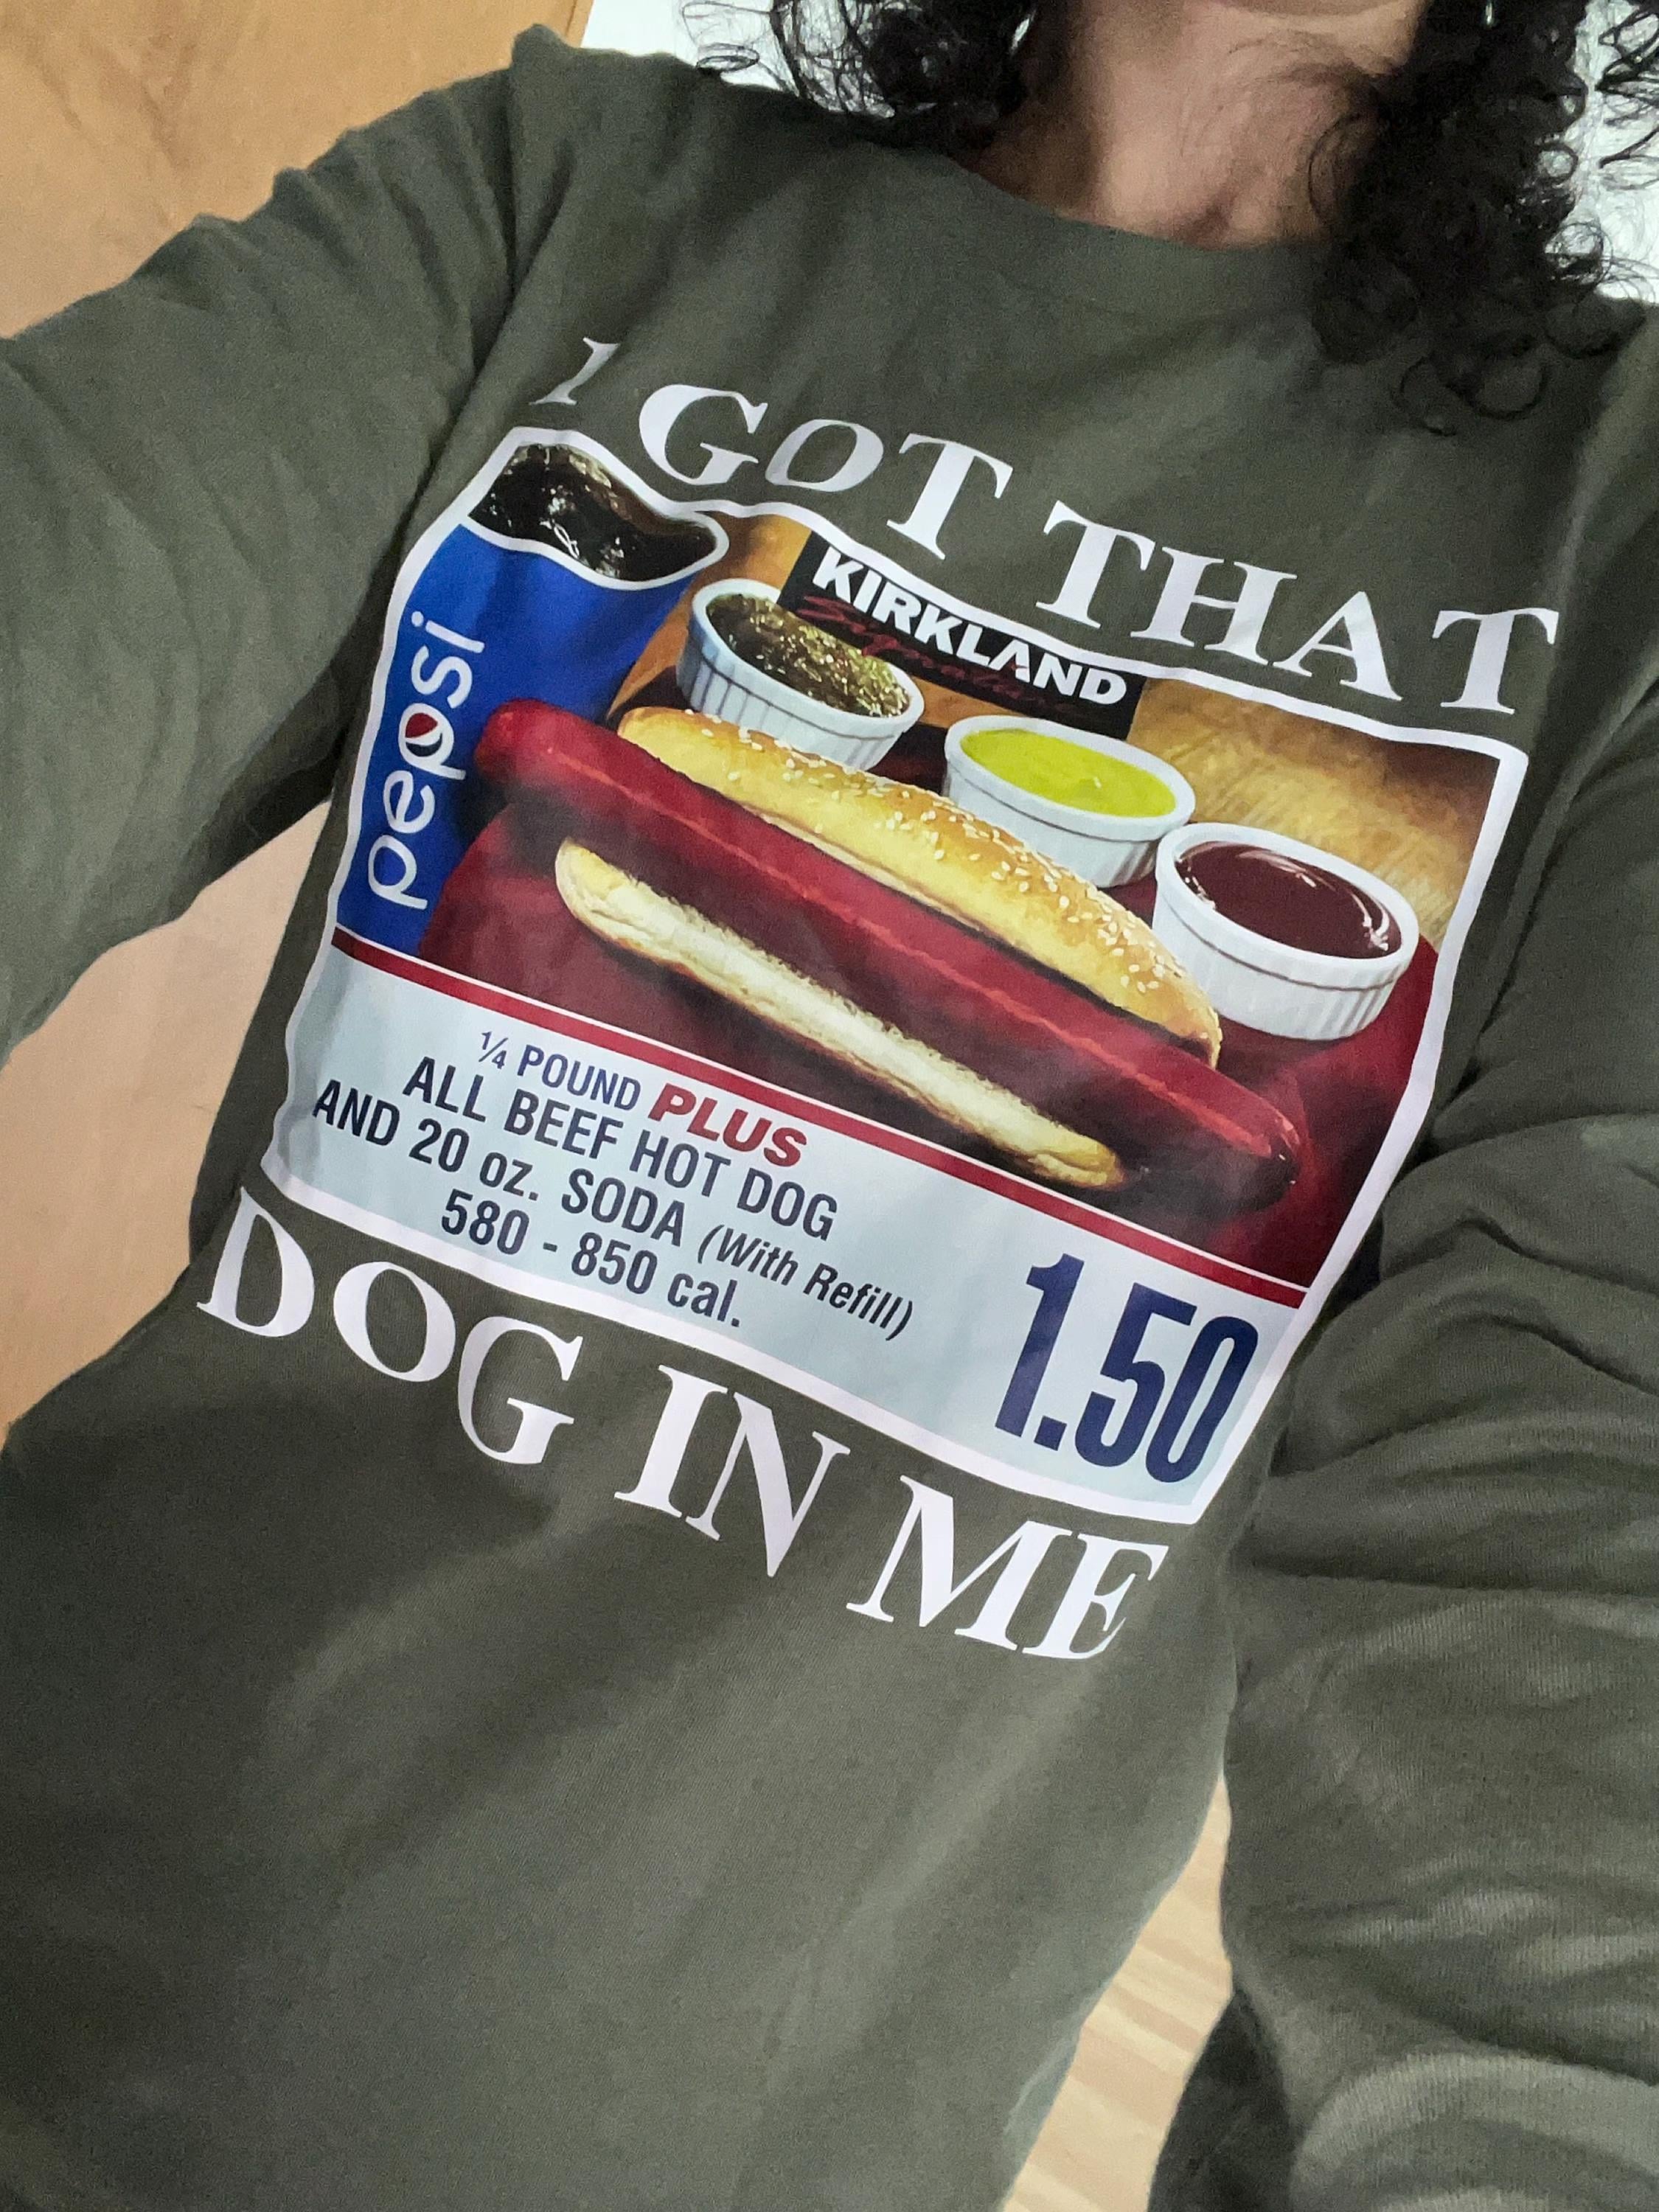 I GOT THAT
KIRKLAND
Signature
pepsi
¼ POUND PLUS
ALL BEEF HOT DOG
AND 20 oz. SODA (With Refill)
580 - 850 cal.
1.50
DOG IN ME